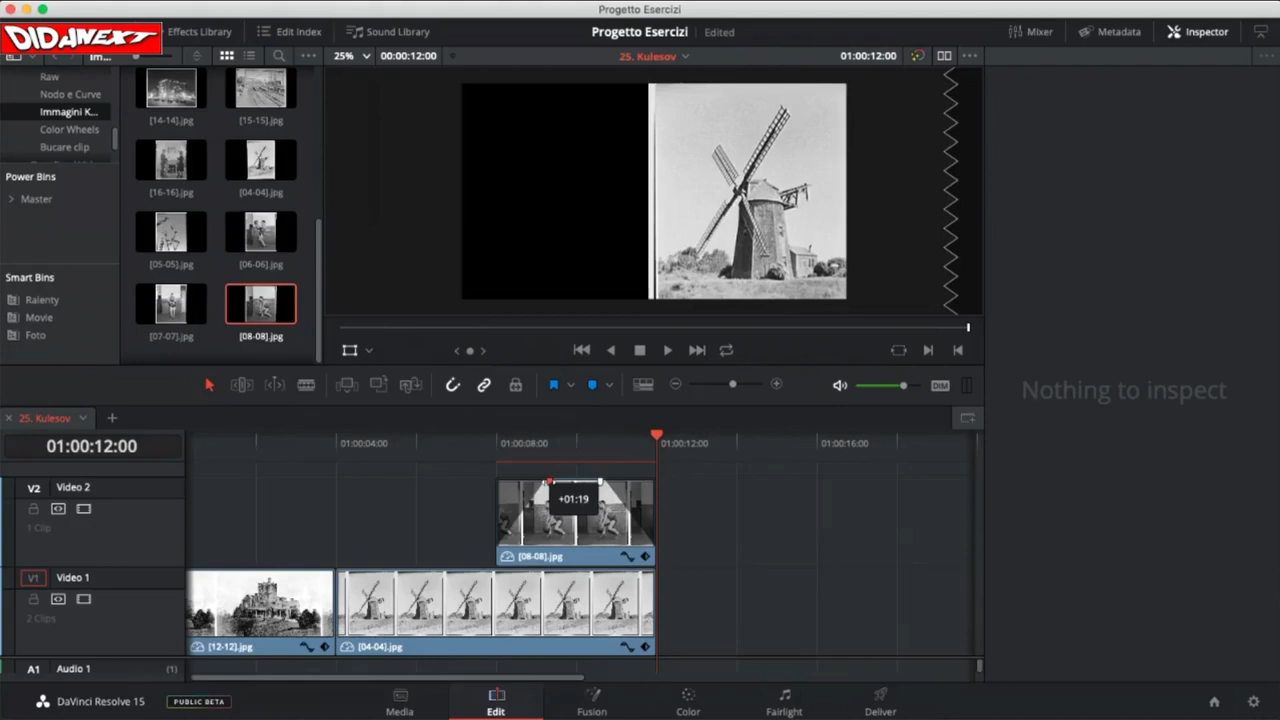 Progetto Esercizi
DIDANEXT
Effects Library
Edit Index
Sound Library
Progetto Esercizi
Edited
Mixer
Metadata
Inspector
Im...
25%
00:00:12:00
25. Kulesov
01:00:12:00
Raw
Nodo e Curve
Immagini K...
Color Wheels
Bucare clip
Power Bins
Master
Smart Bins
Ralenty
Movie
Foto
[14-14].jpg
[15-15].jpg
[16-16].jpg
[04-04].jpg
[05-05].jpg
[06-06].jpg
[07-07].jpg
[08-08].jpg
Nothing to inspect
DIM
25. Kulesov
01:00:12:00
01:00:04:00
01:00:08:00
01:00:12:00
01:00:16:00
V2 Video 2
1 Clip
+01:19
[08-08].jpg
V1 Video 1
2 Clips
[12-12].jpg
[04-04].jpg
A1 Audio 1 (1)
DaVinci Resolve 15
PUBLIC BETA
Media
Edit
Fusion
Color
Fairlight
Deliver